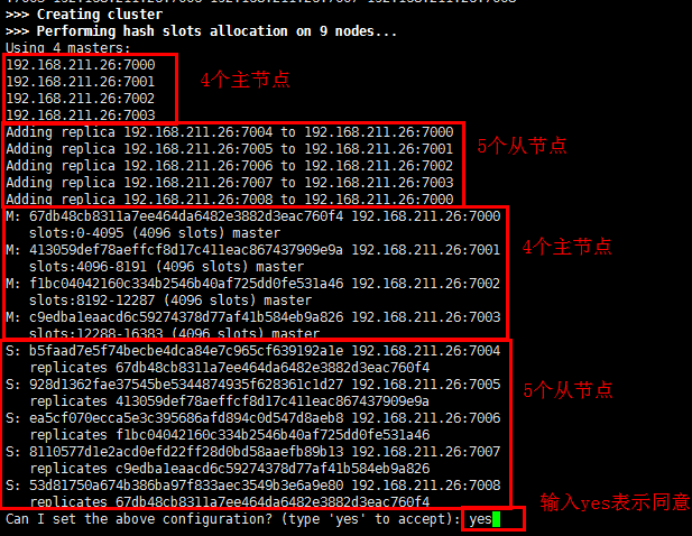 >>> Creating cluster
>>> Performing hash slots allocation on 9 nodes...
Using 4 masters:
192.168.211.26:7000
192.168.211.26:7001
192.168.211.26:7002
192.168.211.26:7003
4个主节点
Adding replica 192.168.211.26:7004 to 192.168.211.26:7000
Adding replica 192.168.211.26:7005 to 192.168.211.26:7001
Adding replica 192.168.211.26:7006 to 192.168.211.26:7002
Adding replica 192.168.211.26:7007 to 192.168.211.26:7003
Adding replica 192.168.211.26:7008 to 192.168.211.26:7000
5个从节点
M: 67db48cb8311a7ee464da6482e3882d3eac760f4 192.168.211.26:7000
slots:0-4095 (4096 slots) master
M: 413059def78aeffcf8d17c411eac867437909e9a 192.168.211.26:7001
slots:4096-8191 (4096 slots) master
M: f1bc04042160c334b2546b40af725dd0fe531a46 192.168.211.26:7002
slots:8192-12287 (4096 slots) master
M: c9edba1eaacd6c59274378d77af41b584eb9a826 192.168.211.26:7003
slots:12288-16383 (4096 slots) master
4个主节点
S: b5faad7e5f74becbe4dca84e7c965cf639192a1e 192.168.211.26:7004
replicates 67db48cb8311a7ee464da6482e3882d3eac760f4
S: 928d1362fae37545be5344874935f628361c1d27 192.168.211.26:7005
replicates 413059def78aeffcf8d17c411eac867437909e9a
S: ea5cf070ecca5e3c395686afd894c0d547d8aeb8 192.168.211.26:7006
replicates f1bc04042160c334b2546b40af725dd0fe531a46
S: 8110577d1e2acd0efd22ff28d0bd58aaefb89b13 192.168.211.26:7007
replicates c9edba1eaacd6c59274378d77af41b584eb9a826
S: 53d81750a674b386ba97f833aec3549b3e6a9e80 192.168.211.26:7008
replicates 67db48cb8311a7ee464da6482e3882d3eac760f4
5个从节点
Can I set the above configuration? (type 'yes' to accept): yes
输入yes表示同意